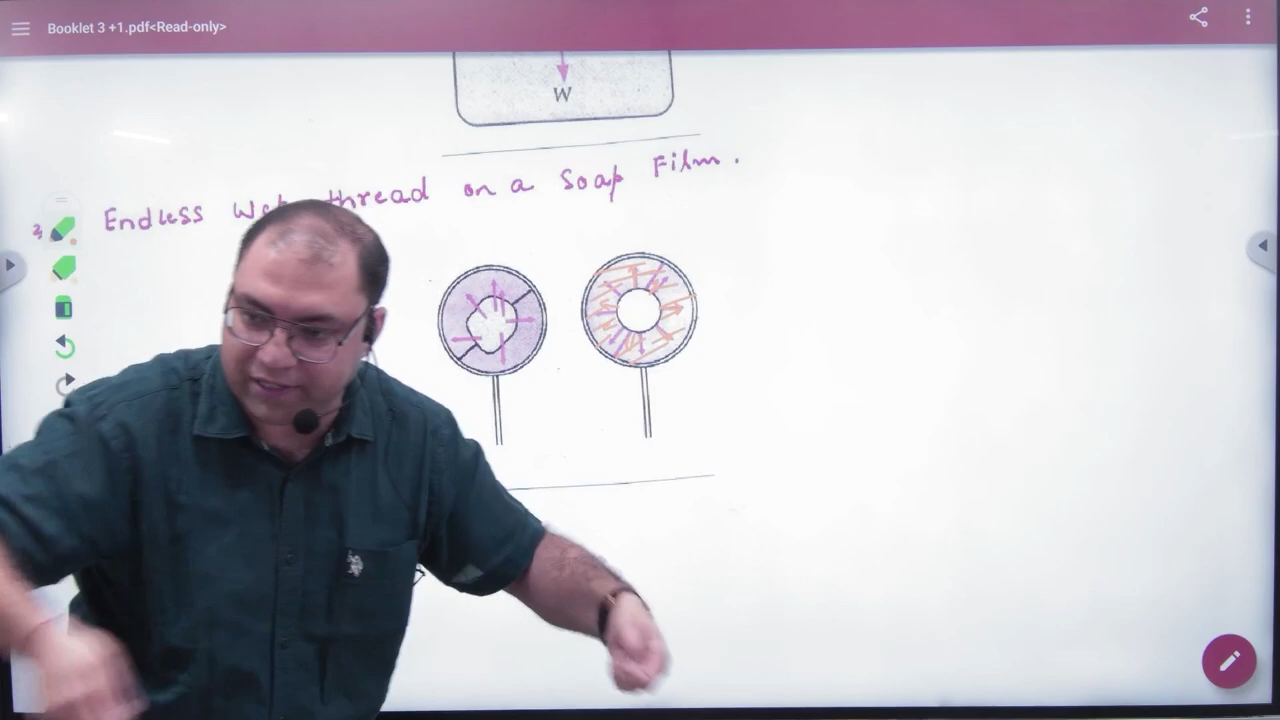 Booklet 3 +1.pdf<Read-only>
W
Endless thread on a Soap Film.